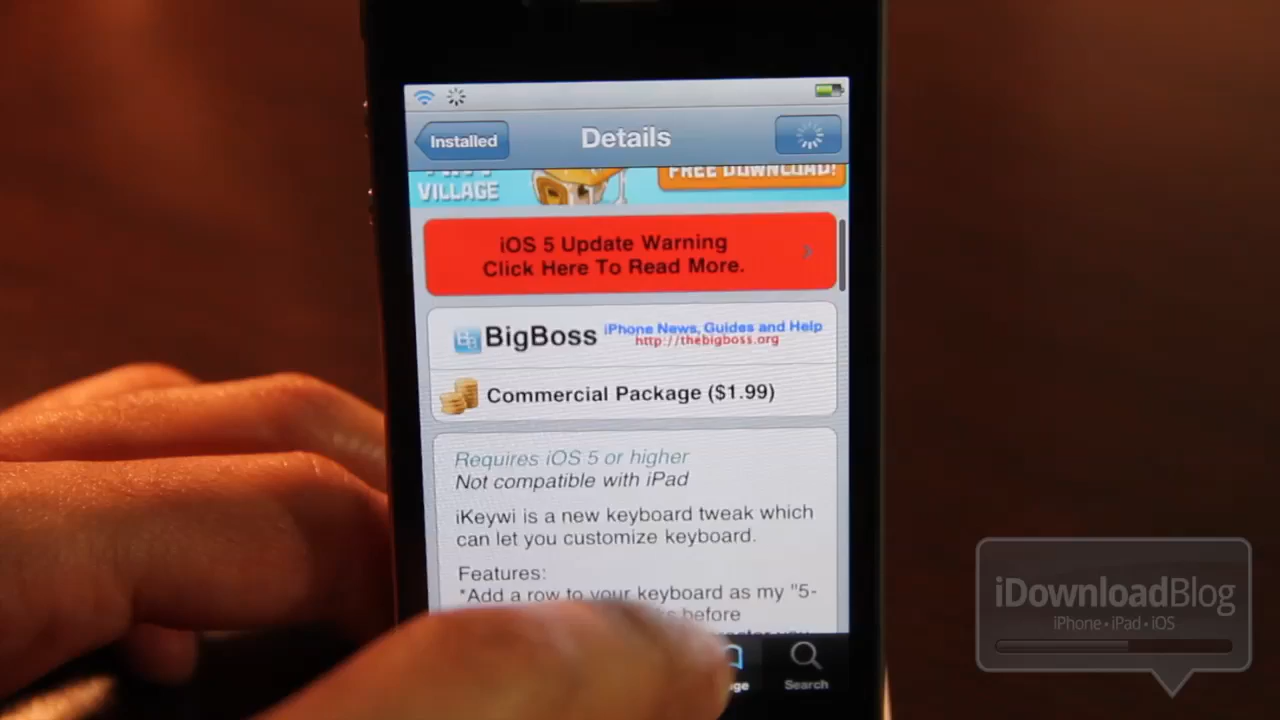 Installed
Details
VILLAGE
FREE DOWNLOAD!
iOS 5 Update Warning
Click Here To Read More.
BigBoss
iPhone News, Guides and Help
http://thebigboss.org
Commercial Package ($1.99)
Requires iOS 5 or higher
Not compatible with iPad
iKeywi is a new keyboard tweak which
can let you customize keyboard.
Features:
*Add a row to your keyboard as my "5-
before
Search
iDownloadBlog
iPhone • iPad • iOS